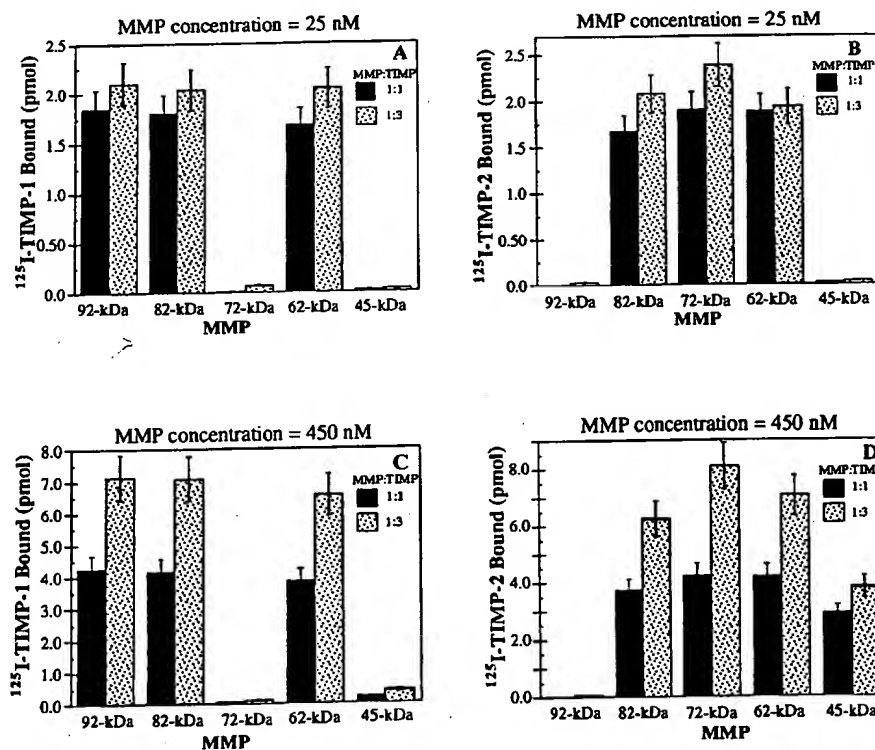 MMP concentration = 25 nM
A
MMP:TIMP
1:1
1:3
¹²⁵I-TIMP-1 Bound (pmol)
2.5
2.0
1.5
1.0
0.50
0.0
92-kDa 82-kDa 72-kDa 62-kDa 45-kDa
MMP
MMP concentration = 25 nM
B
MMP:TIMP
1:1
1:3
¹²⁵I-TIMP-2 Bound (pmol)
2.5
2.0
1.5
1.0
0.50
0.0
92-kDa 82-kDa 72-kDa 62-kDa 45-kDa
MMP
MMP concentration = 450 nM
C
MMP:TIMP
1:1
1:3
¹²⁵I-TIMP-1 Bound (pmol)
8.0
7.0
6.0
5.0
4.0
3.0
2.0
1.0
0.0
92-kDa 82-kDa 72-kDa 62-kDa 45-kDa
MMP
MMP concentration = 450 nM
D
MMP:TIMP
1:1
1:3
¹²⁵I-TIMP-2 Bound (pmol)
8.0
6.0
4.0
2.0
0.0
92-kDa 82-kDa 72-kDa 62-kDa 45-kDa
MMP